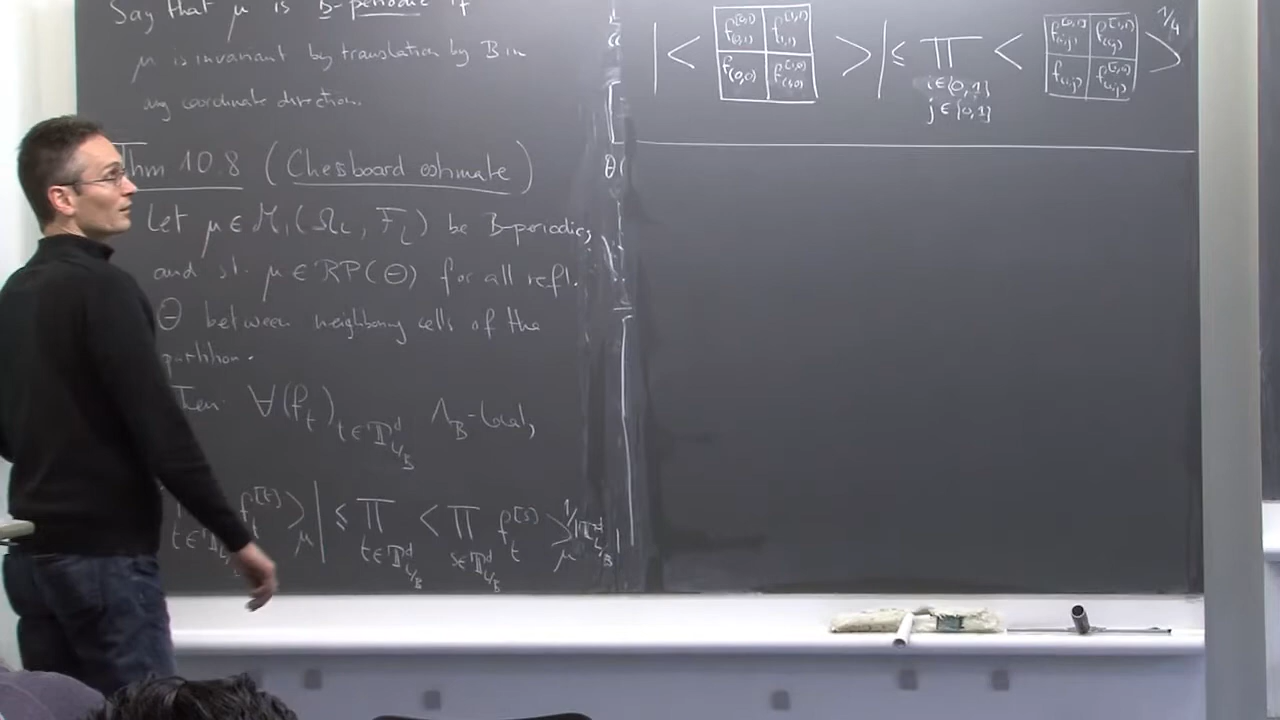 Say that μ is B-periodic if
μ is invariant by translation by B in
any coordinate direction.
Thm 10.8 (Chessboard estimate)
Let μ ∈ M₁(Ω_L, F_L) be B-periodic,
and st. μ ∈ RP(Θ) for all refl.
Θ between neighboring cells of the
partition.
Then: ∀(f_t)_{t∈𝕋^d_{L/B}} Λ_B-local,
t∈𝕋 f_t^{[t]} >_μ | ≤ ∏_{t∈𝕋^d_{L/B}} < ∏_{s∈𝕋^d_{L/B}} f_t^{[s]} >_μ^{1/|𝕋^d_{L/B}|}
| < f_{(0,1)}^{[0,1]} f_{(1,1)}^{[1,1]} f_{(0,0)} f_{(1,0)}^{[1,0]} > | ≤ ∏_{i∈{0,1} j∈{0,1}} < f_{(i,j)}^{[0,1]} f_{(i,j)}^{[1,1]} f_{(i,j)} f_{(i,j)}^{[1,0]} >^{1/4}